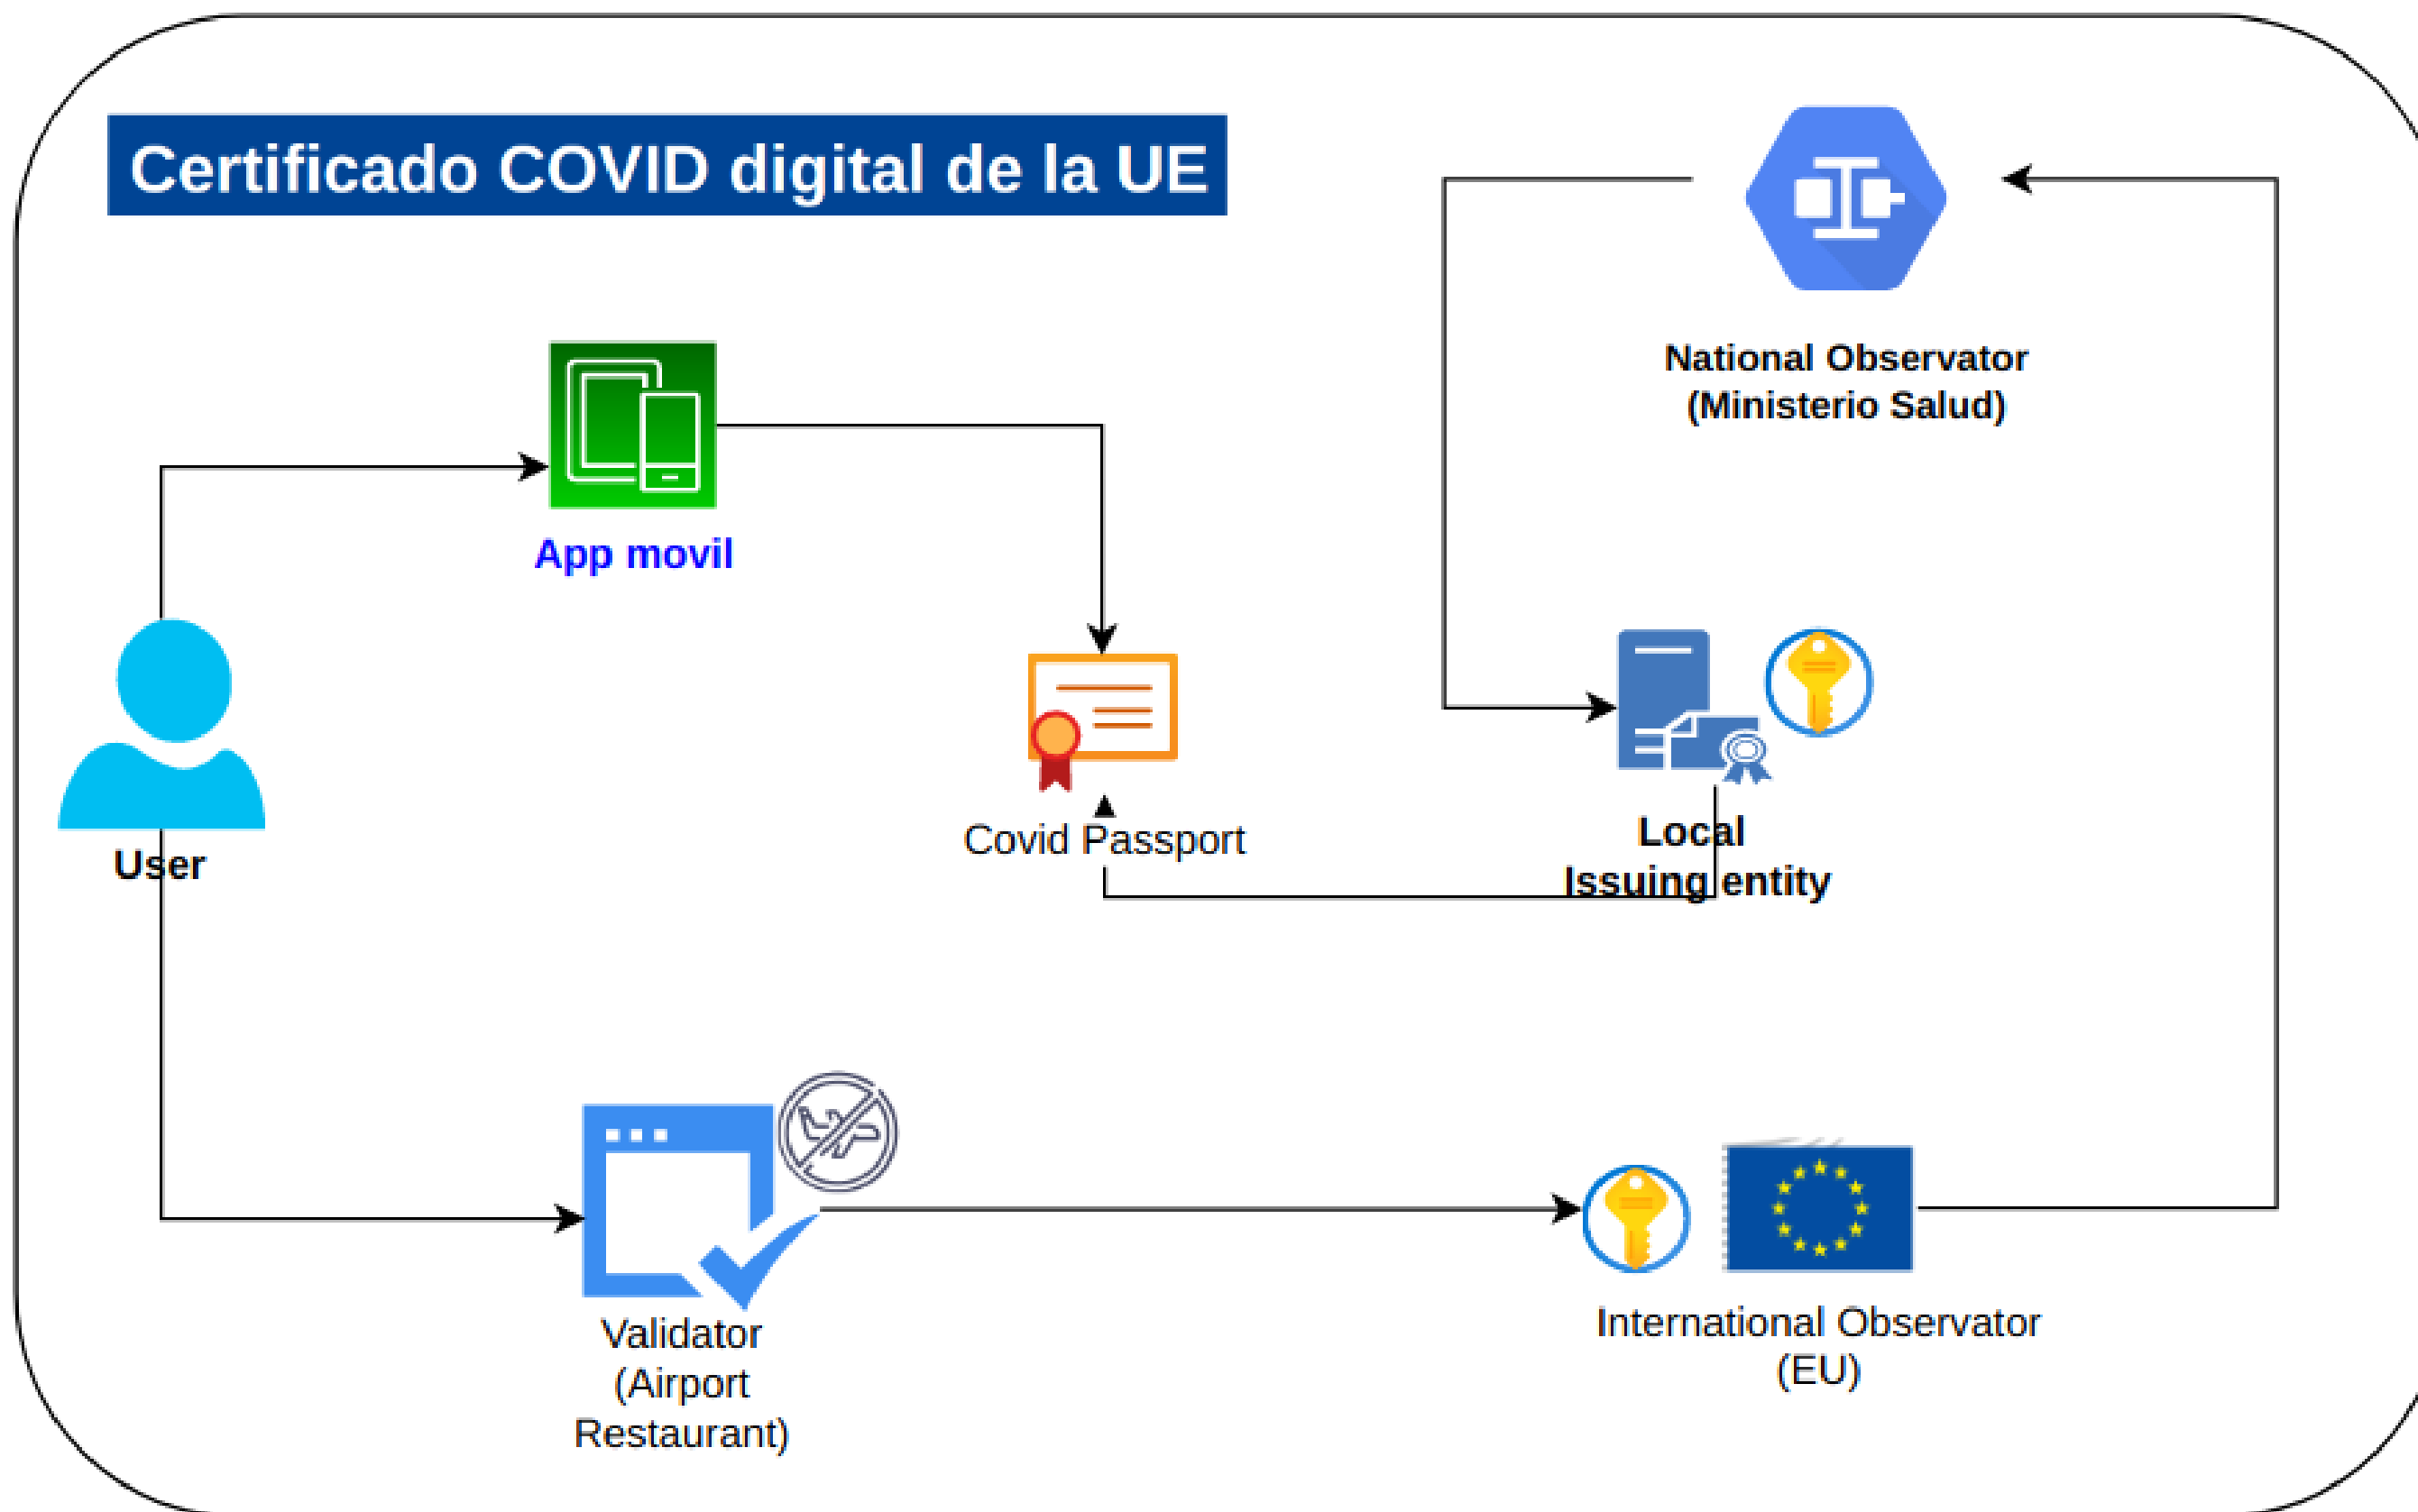 Certificado COVID digital de la UE
National Observator
(Ministerio Salud)
App movil
User
Covid Passport
Local
Issuing entity
Validator
(Airport
Restaurant)
International Observator
(EU)